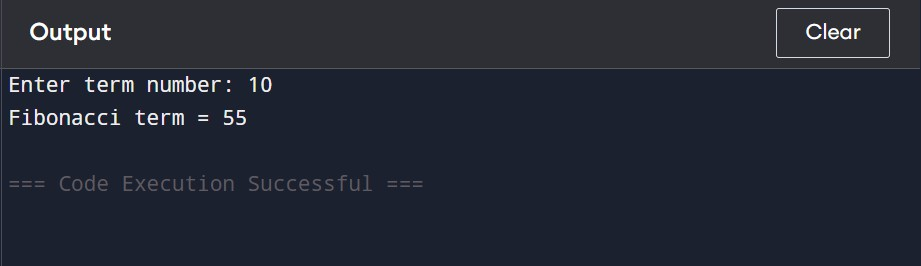 Output
Clear
Enter term number: 10
Fibonacci term = 55
=== Code Execution Successful ===